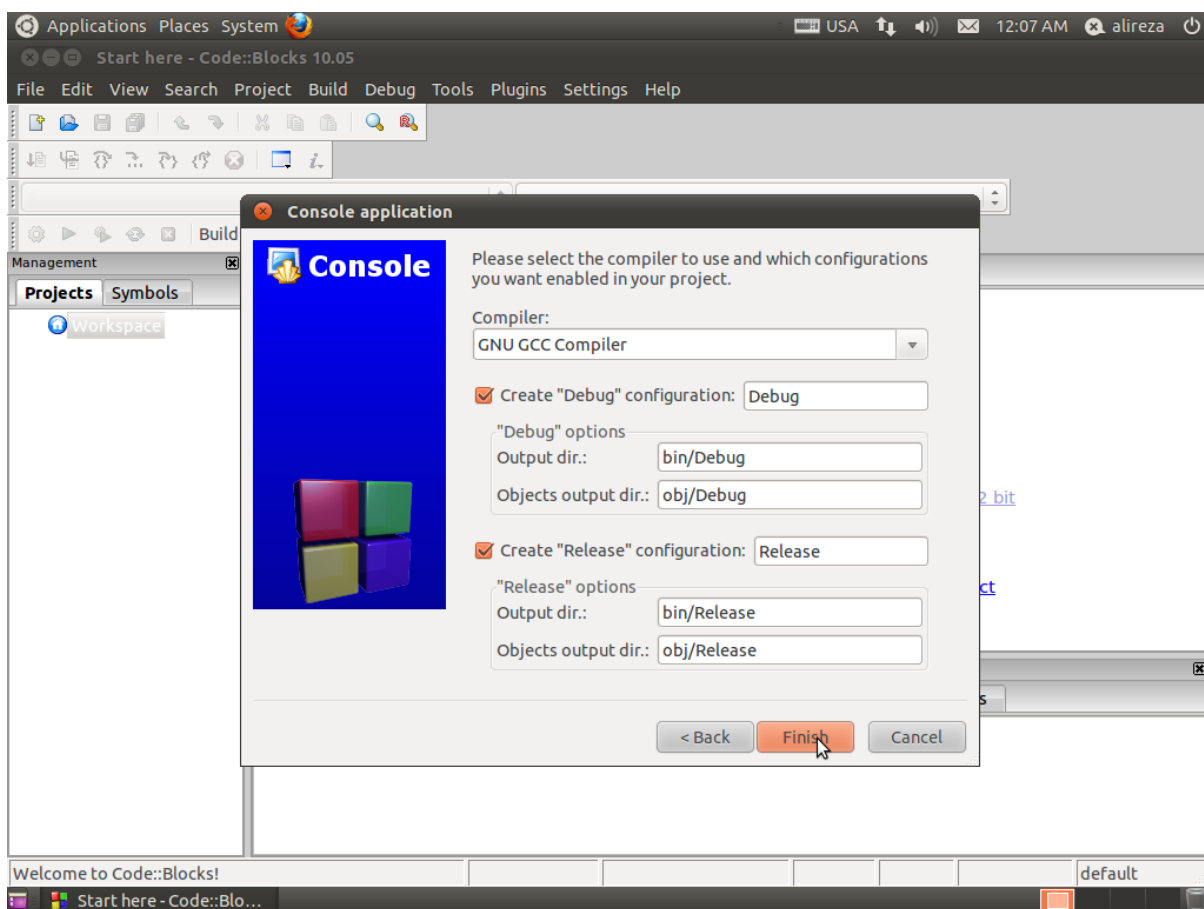 Applications Places System USA 12:07 AM alireza
Start here - Code::Blocks 10.05
File Edit View Search Project Build Debug Tools Plugins Settings Help
Build
Management
Projects Symbols
Workspace
Console application
Console
Please select the compiler to use and which configurations
you want enabled in your project.
Compiler:
GNU GCC Compiler
Create "Debug" configuration: Debug
"Debug" options
Output dir.: bin/Debug
Objects output dir.: obj/Debug
Create "Release" configuration: Release
"Release" options
Output dir.: bin/Release
Objects output dir.: obj/Release
< Back Finish Cancel
2 bit
ct
s
Welcome to Code::Blocks! default
Start here - Code::Blo...